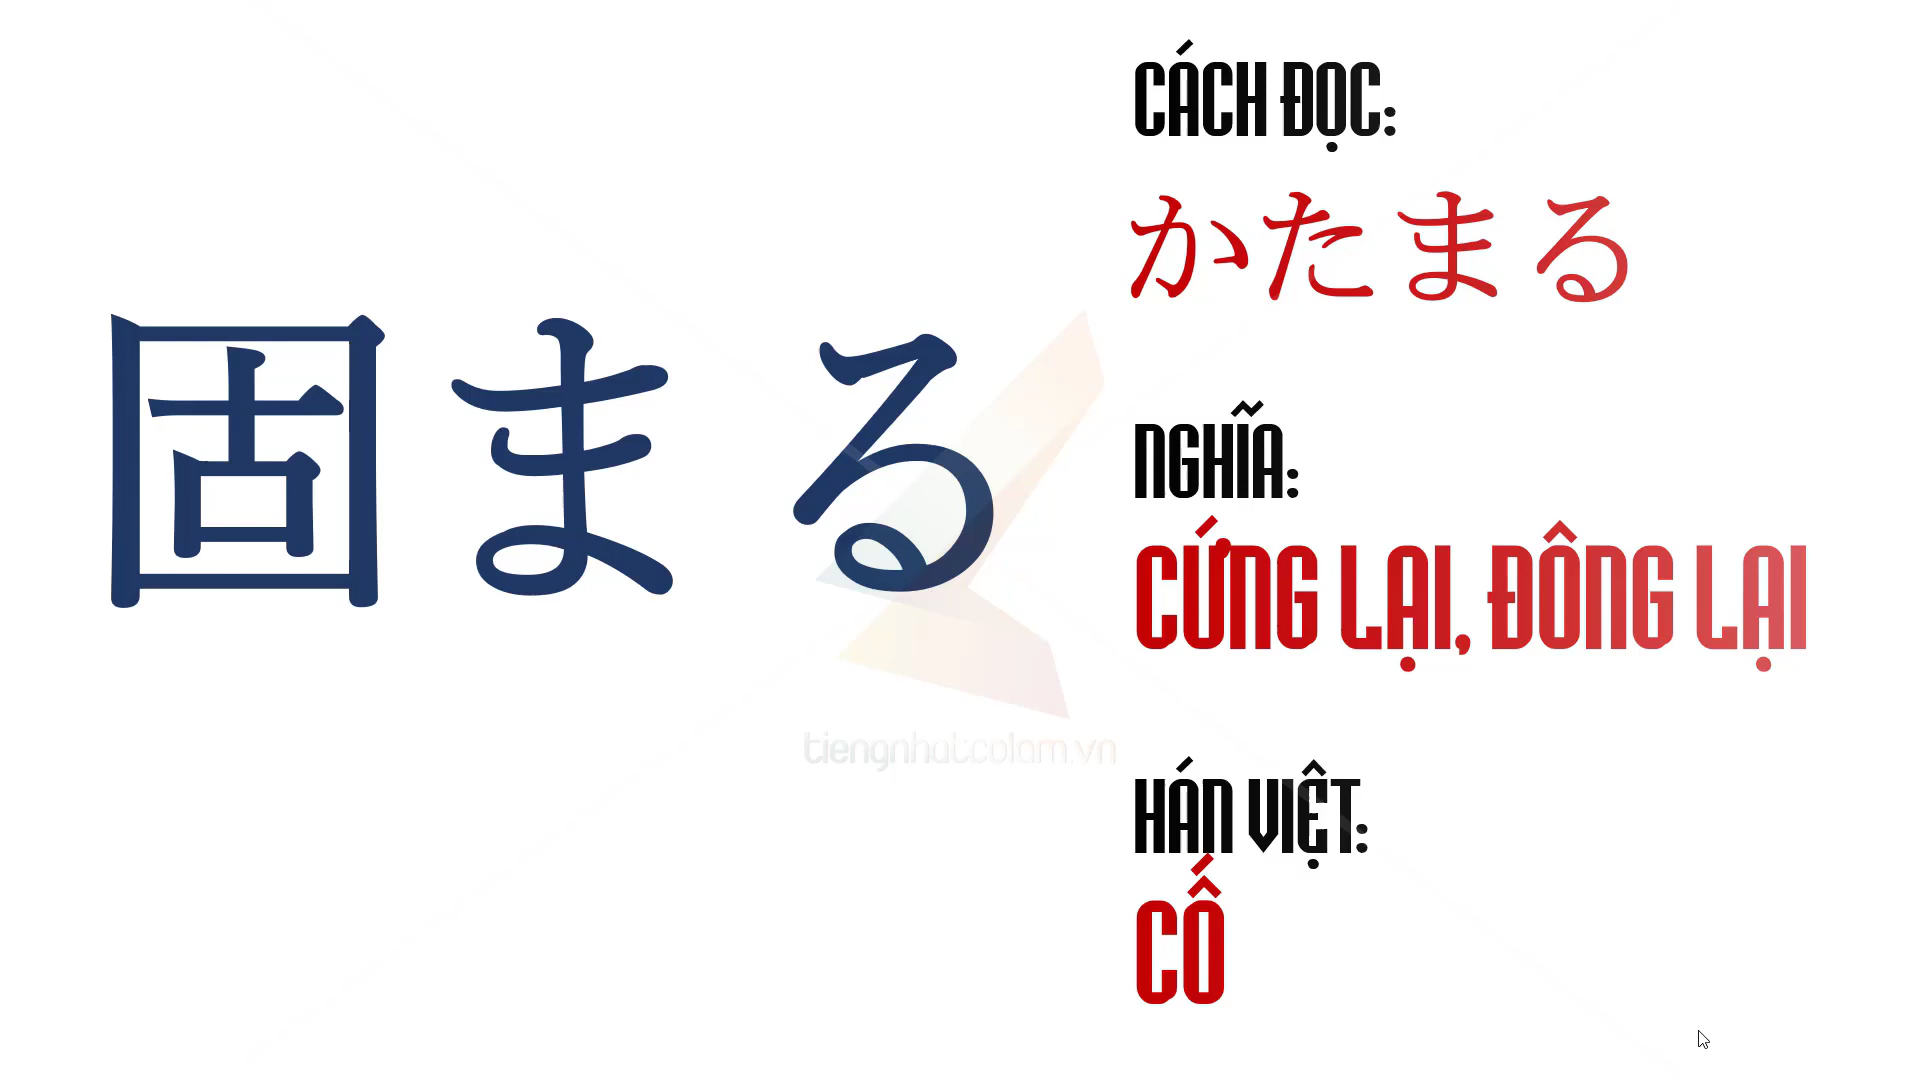 固まる
CÁCH ĐỌC:
かたまる
NGHĨA:
CỨNG LẠI, ĐÔNG LẠI
HÁN VIỆT:
CỐ
tiengnhatcolam.vn